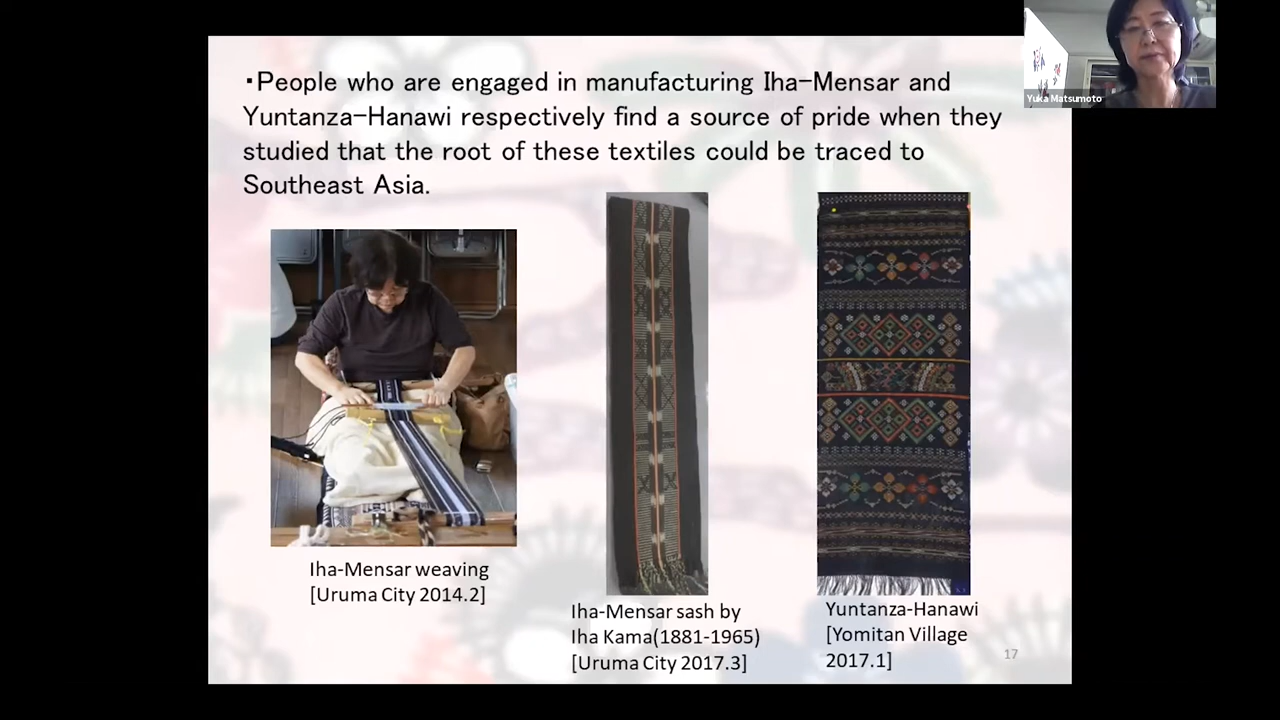 ・People who are engaged in manufacturing Iha-Mensar and
Yuntanza-Hanawi respectively find a source of pride when they
studied that the root of these textiles could be traced to
Southeast Asia.
Yuka Matsumoto
Iha-Mensar weaving
[Uruma City 2014.2]
Iha-Mensar sash by
Iha Kama(1881-1965)
[Uruma City 2017.3]
Yuntanza-Hanawi
[Yomitan Village
2017.1]
17